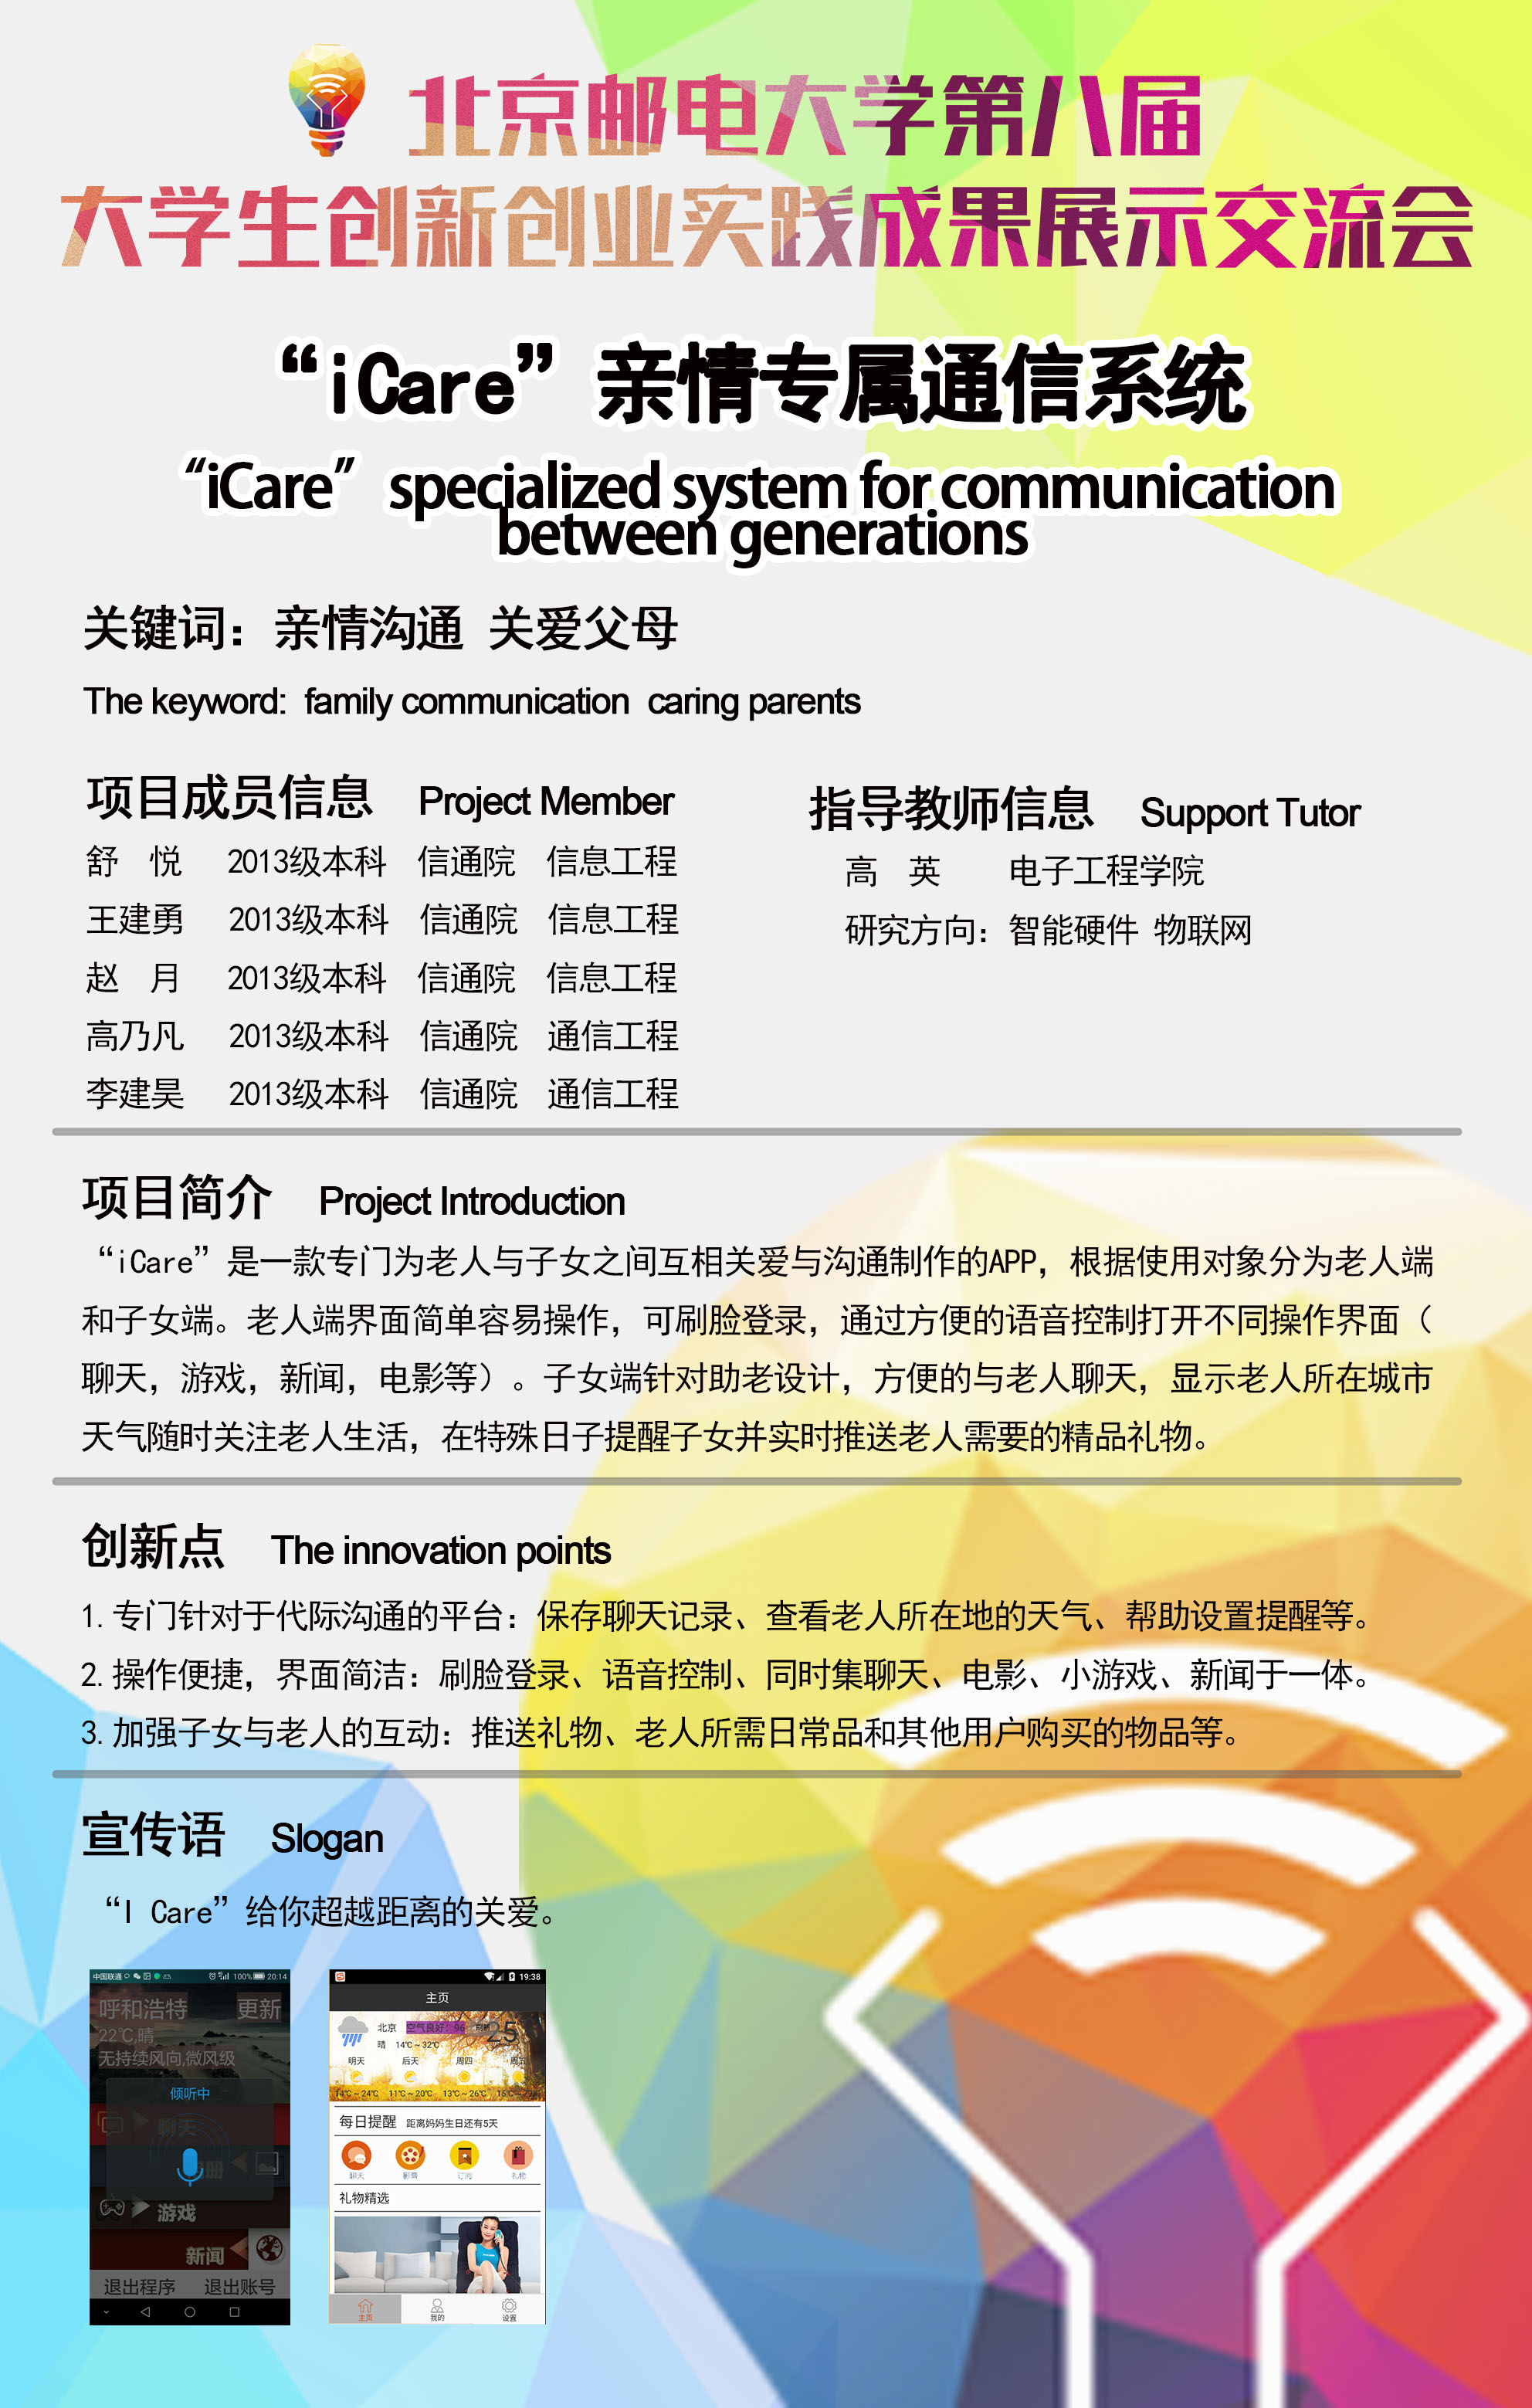 北京邮电大学第八届
大学生创新创业实践成果展示交流会
“iCare”亲情专属通信系统
“iCare” specialized system for communication
between generations
关键词：亲情沟通 关爱父母
The keyword: family communication caring parents
项目成员信息 Project Member
舒 悦 2013级本科 信通院 信息工程
王建勇 2013级本科 信通院 信息工程
赵 月 2013级本科 信通院 信息工程
高乃凡 2013级本科 信通院 通信工程
李建昊 2013级本科 信通院 通信工程
指导教师信息 Support Tutor
高 英 电子工程学院
研究方向：智能硬件 物联网
项目简介 Project Introduction
“iCare”是一款专门为老人与子女之间互相关爱与沟通制作的APP，根据使用对象分为老人端
和子女端。老人端界面简单容易操作，可刷脸登录，通过方便的语音控制打开不同操作界面（
聊天，游戏，新闻，电影等）。子女端针对助老设计，方便的与老人聊天，显示老人所在城市
天气随时关注老人生活，在特殊日子提醒子女并实时推送老人需要的精品礼物。
创新点 The innovation points
1.专门针对于代际沟通的平台：保存聊天记录、查看老人所在地的天气、帮助设置提醒等。
2.操作便捷，界面简洁：刷脸登录、语音控制、同时集聊天、电影、小游戏、新闻于一体。
3.加强子女与老人的互动：推送礼物、老人所需日常品和其他用户购买的物品等。
宣传语 Slogan
“I Care”给你超越距离的关爱。
中国联通 100% 20:14
呼和浩特 更新
22℃,晴
无持续风向,微风级
倾听中
聊天
册
游戏
新闻
退出程序 退出账号
19:38
主页
北京 空气良好：96 刷新 25
晴 14℃~32℃
明天 后天 周四 周五
14℃~24℃ 11℃~20℃ 13℃~26℃
每日提醒 距离妈妈生日还有5天
聊天 影音 订阅 礼物
礼物精选
主页 我的 设置